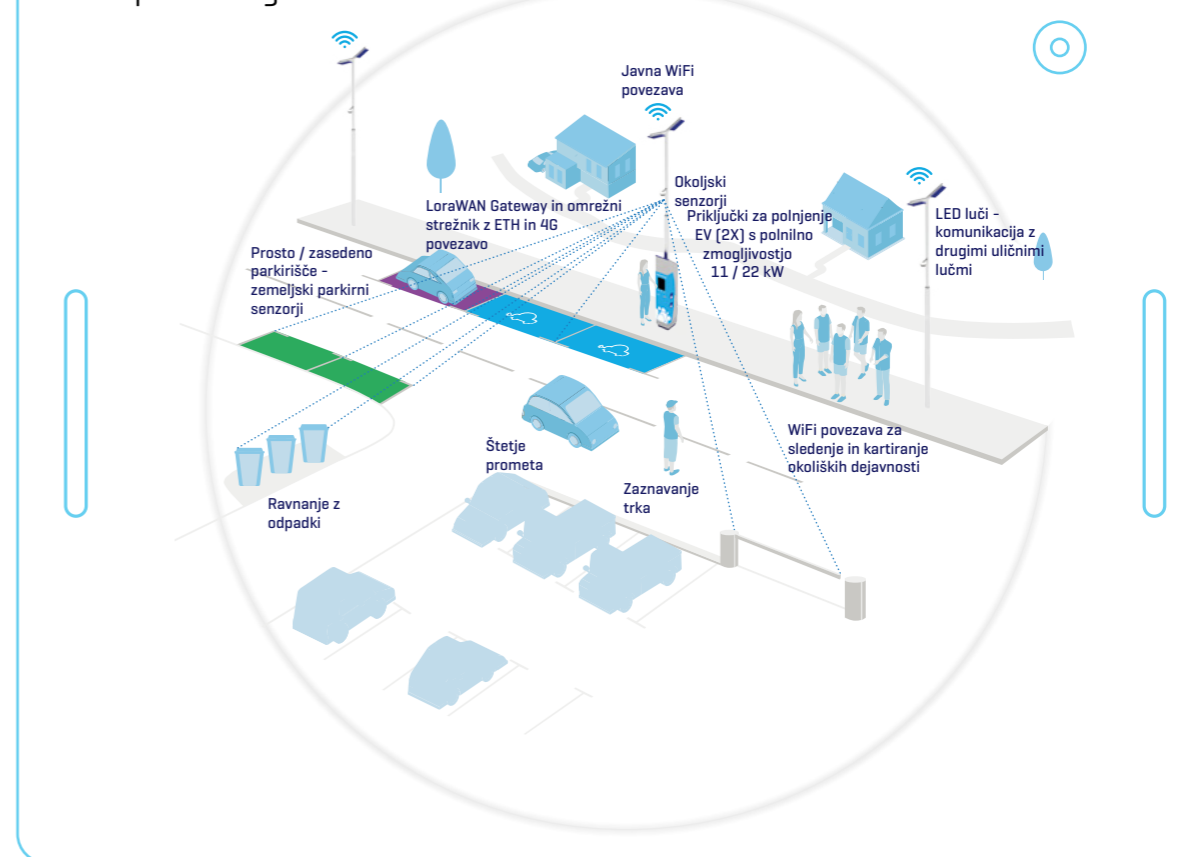 Javna WiFi
povezava
Okoljski
senzorji
LoraWAN Gateway in omrežni
strežnik z ETH in 4G
povezavo
Priključki za polnjenje
EV (2X) s polnilno
zmogljivostjo
11 / 22 kW
LED luči -
komunikacija z
drugimi uličnimi
lučmi
Prosto / zasedeno
parkirišče -
zemeljski parkirni
senzorji
WiFi povezava za
sledenje in kartiranje
okoliških dejavnosti
Štetje
prometa
Zaznavanje
trka
Ravnanje z
odpadki